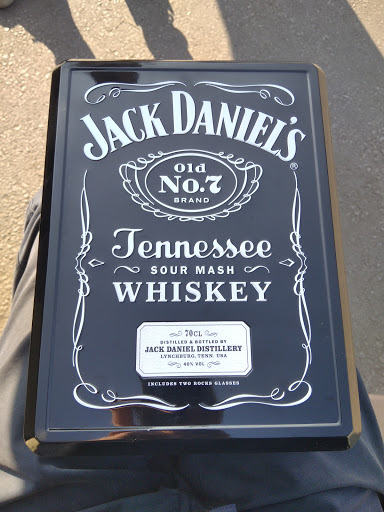 JACK DANIEL'S
®
Old
No.7
BRAND
Tennessee
SOUR MASH
WHISKEY
70CL
DISTILLED & BOTTLED BY
JACK DANIEL DISTILLERY
LYNCHBURG, TENN. USA
40% VOL
INCLUDES TWO ROCKS GLASSES